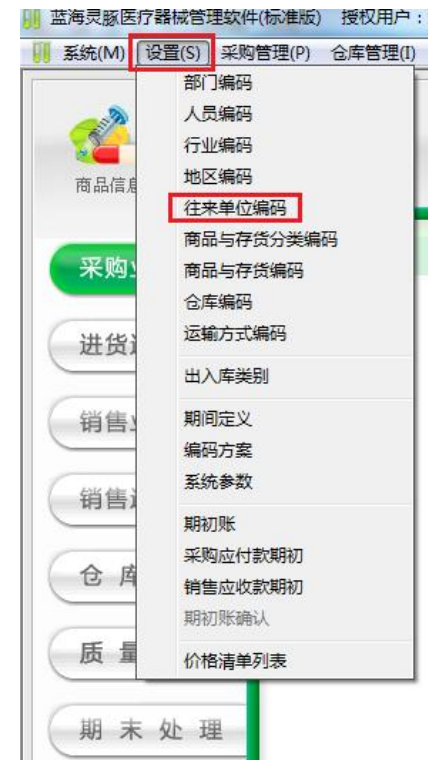 蓝海灵豚医疗器械管理软件(标准版) 授权用户：
系统(M) 设置(S) 采购管理(P) 仓库管理(I)
部门编码
人员编码
行业编码
地区编码
往来单位编码
商品与存货分类编码
商品与存货编码
仓库编码
运输方式编码
出入库类别
期间定义
编码方案
系统参数
期初账
采购应付款期初
销售应收款期初
期初账确认
价格清单列表
商品信息
采购
进货
销售
销售
仓 库
质 量
期 末 处 理